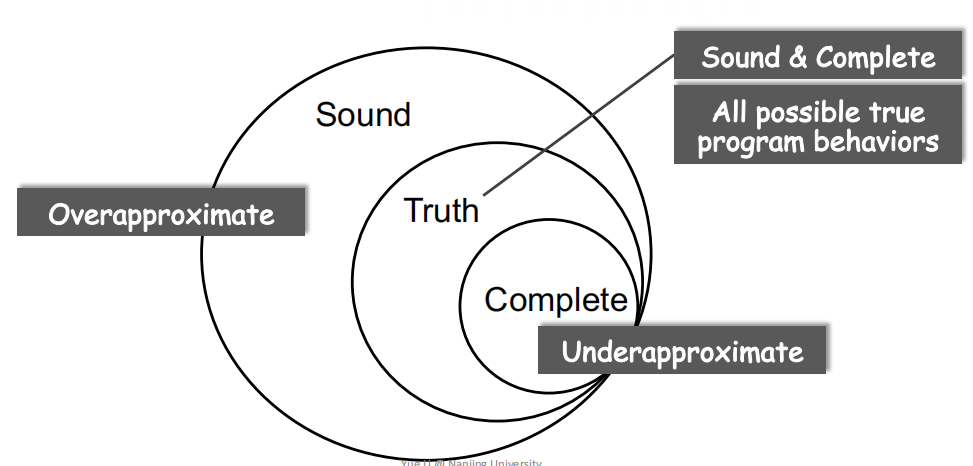 Sound & Complete
All possible true
program behaviors
Sound
Overapproximate
Truth
Complete
Underapproximate
Yue Li @ Nanjing University